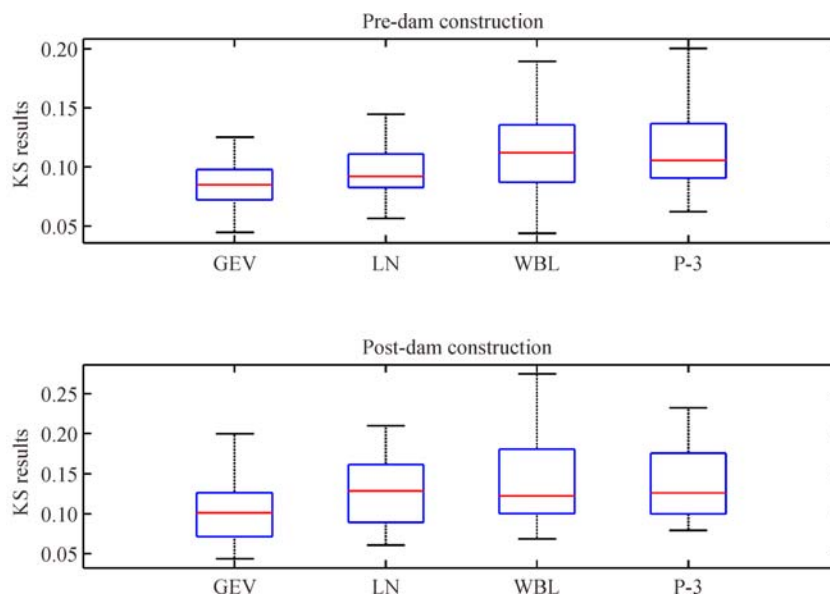 Pre-dam construction
KS results
0.20
0.15
0.10
0.05
GEV LN WBL P-3
Post-dam construction
KS results
0.25
0.20
0.15
0.10
0.05
GEV LN WBL P-3